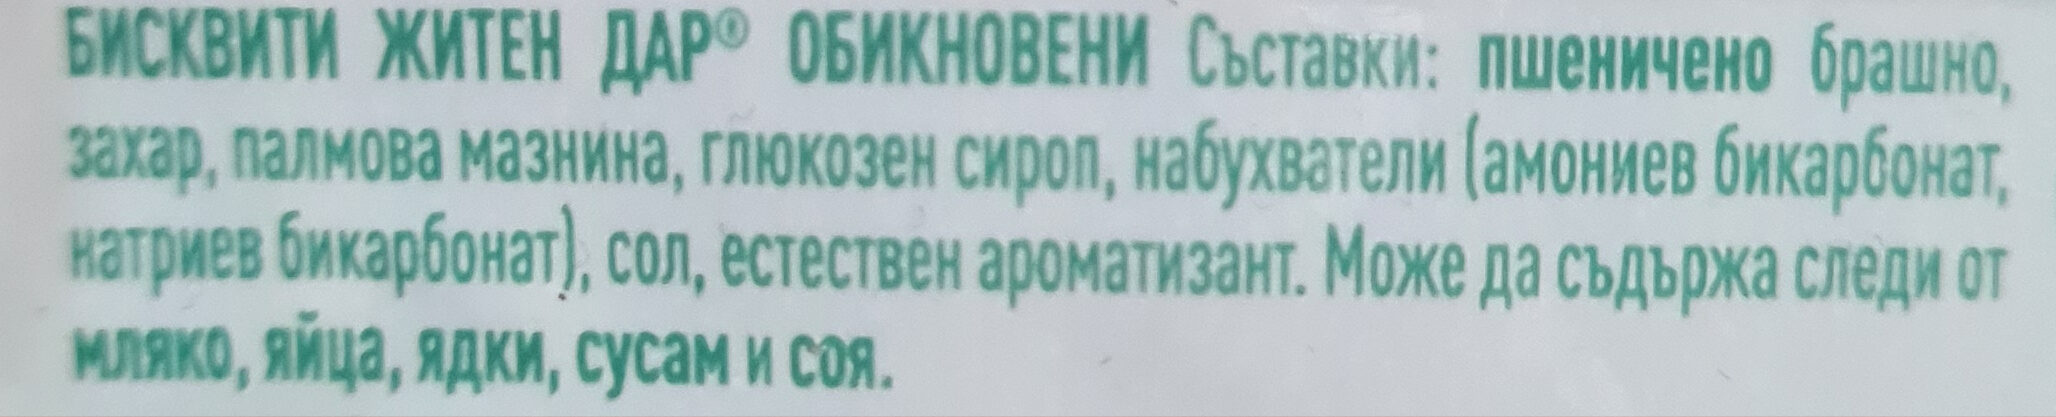 БИСКВИТИ ЖИТЕН ДАР® ОБИКНОВЕНИ Съставки: пшеничено брашно,
захар, палмова мазнина, глюкозен сироп, набухватели (амониев бикарбонат,
натриев бикарбонат), сол, естествен ароматизант. Може да съдържа следи от
мляко, яйца, ядки, сусам и соя.